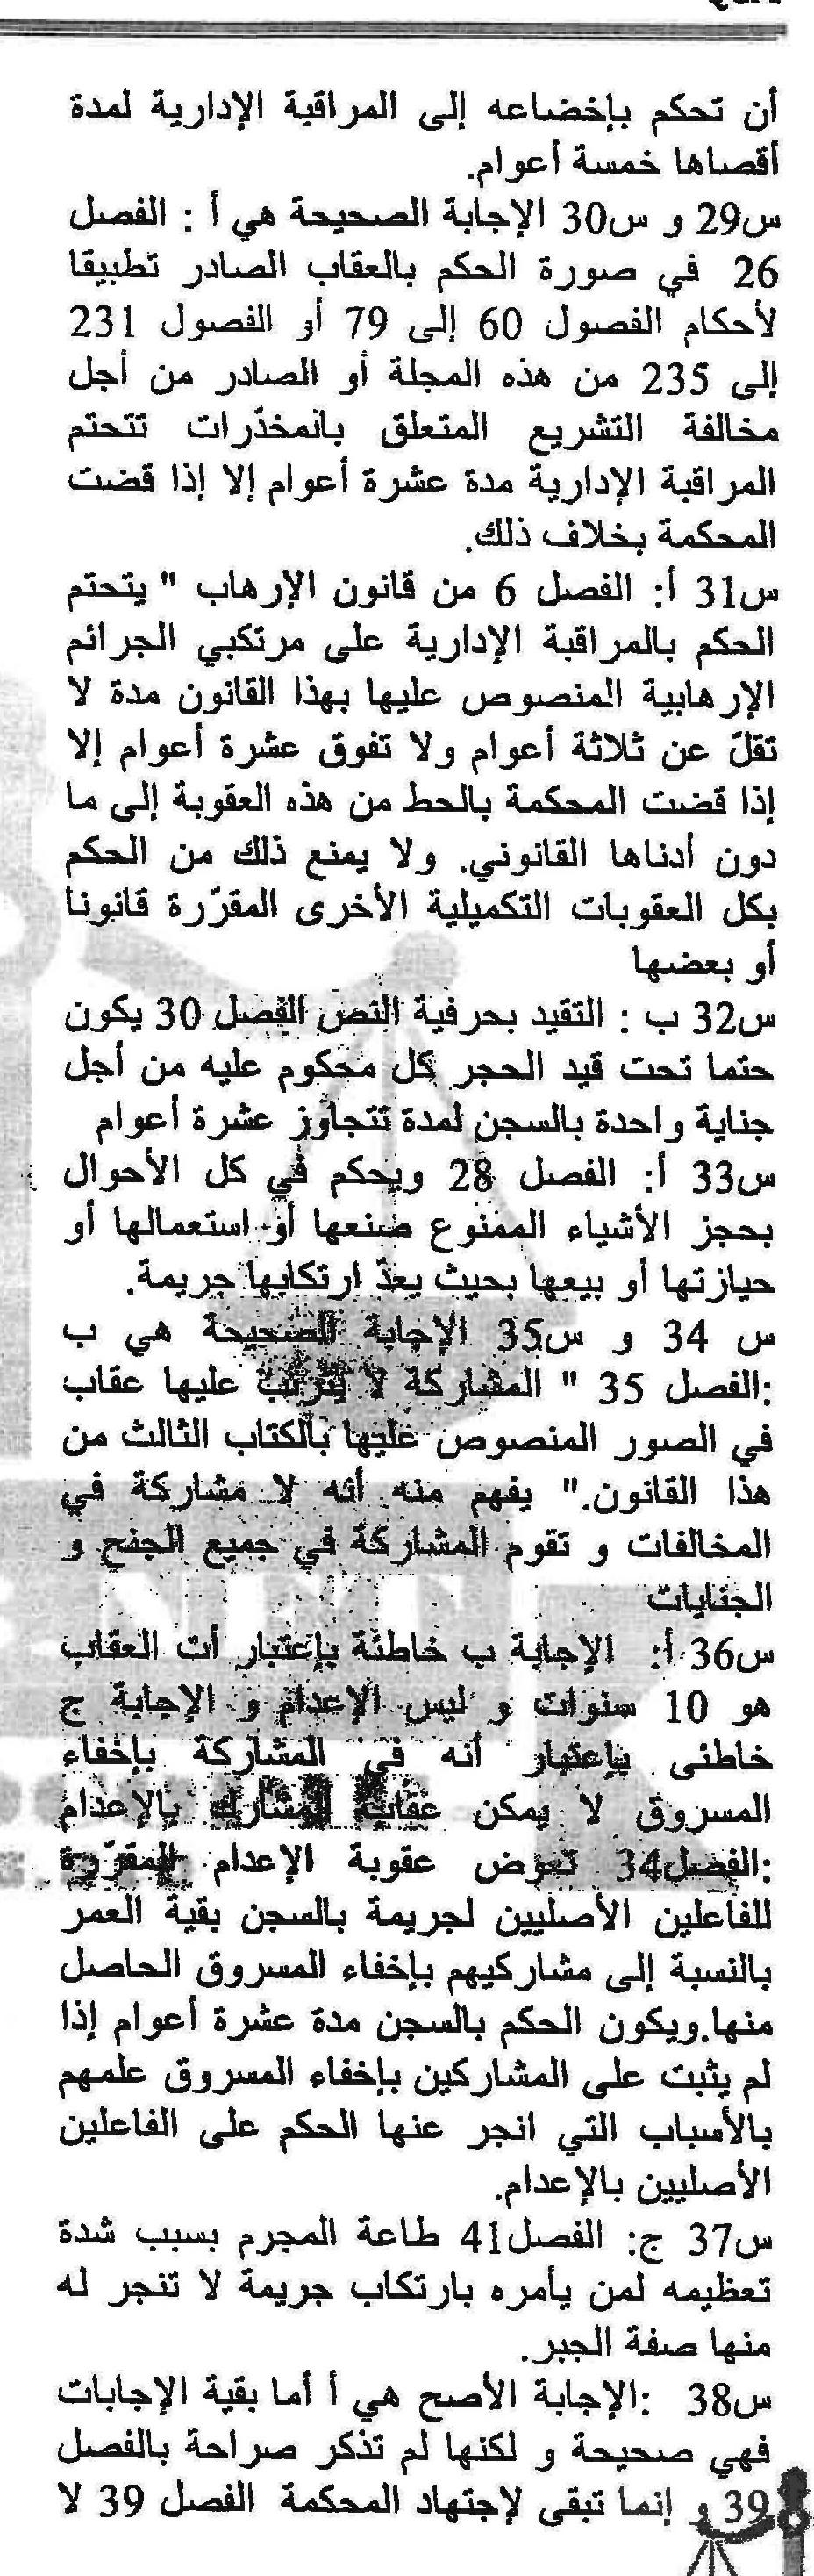 أن تحكم بإخضاعه إلى المراقبة الإدارية لمدة
أقصاها خمسة أعوام.
س29 و س30 الإجابة الصحيحة هي أ : الفصل
26 في صورة الحكم بالعقاب الصادر تطبيقا
لأحكام الفصول 60 إلى 79 أو الفصول 231
إلى 235 من هذه المجلة أو الصادر من أجل
مخالفة التشريع المتعلق بالمخدّرات تتحتم
المراقبة الإدارية مدة عشرة أعوام إلا إذا قضت
المحكمة بخلاف ذلك.
س31 أ: الفصل 6 من قانون الإرهاب " يتحتم
الحكم بالمراقبة الإدارية على مرتكبي الجرائم
الإرهابية المنصوص عليها بهذا القانون مدة لا
تقلّ عن ثلاثة أعوام ولا تفوق عشرة أعوام إلا
إذا قضت المحكمة بالحط من هذه العقوبة إلى ما
دون أدناها القانوني. ولا يمنع ذلك من الحكم
بكل العقوبات التكميلية الأخرى المقرّرة قانونا
أو بعضها
س32 ب : التقيد بحرفية النص الفصل 30 يكون
حتما تحت قيد الحجر كل محكوم عليه من أجل
جناية واحدة بالسجن لمدة تتجاوز عشرة أعوام
س33 أ: الفصل 28 ويحكم في كل الأحوال
بحجز الأشياء الممنوع صنعها أو استعمالها أو
حيازتها أو بيعها بحيث يعدّ ارتكابها جريمة.
س 34 و س35 الإجابة الصحيحة هي ب
:الفصل 35 " المشاركة لا يترتب عليها عقاب
في الصور المنصوص عليها بالكتاب الثالث من
هذا القانون." يفهم منه أنه لا مشاركة في
المخالفات و تقوم المشاركة في جميع الجنح و
الجنايات
س36 أ: الإجابة ب خاطئة بإعتبار أت العقاب
هو 10 سنوات و ليس الإعدام و الإجابة ج
خاطئى بإعتبار أنه في المشاركة بإخفاء
المسروق لا يمكن عقاب المشارك بالإعدام
:الفصل34 تعوض عقوبة الإعدام المقرّرة
للفاعلين الأصليين لجريمة بالسجن بقية العمر
بالنسبة إلى مشاركيهم بإخفاء المسروق الحاصل
منها.ويكون الحكم بالسجن مدة عشرة أعوام إذا
لم يثبت على المشاركين بإخفاء المسروق علمهم
بالأسباب التي انجر عنها الحكم على الفاعلين
الأصليين بالإعدام.
س37 ج: الفصل41 طاعة المجرم بسبب شدة
تعظيمه لمن يأمره بارتكاب جريمة لا تنجر له
منها صفة الجبر.
س38 :الإجابة الأصح هي أ أما بقية الإجابات
فهي صحيحة و لكنها لم تذكر صراحة بالفصل
39 و إنما تبقى لإجتهاد المحكمة الفصل 39 لا